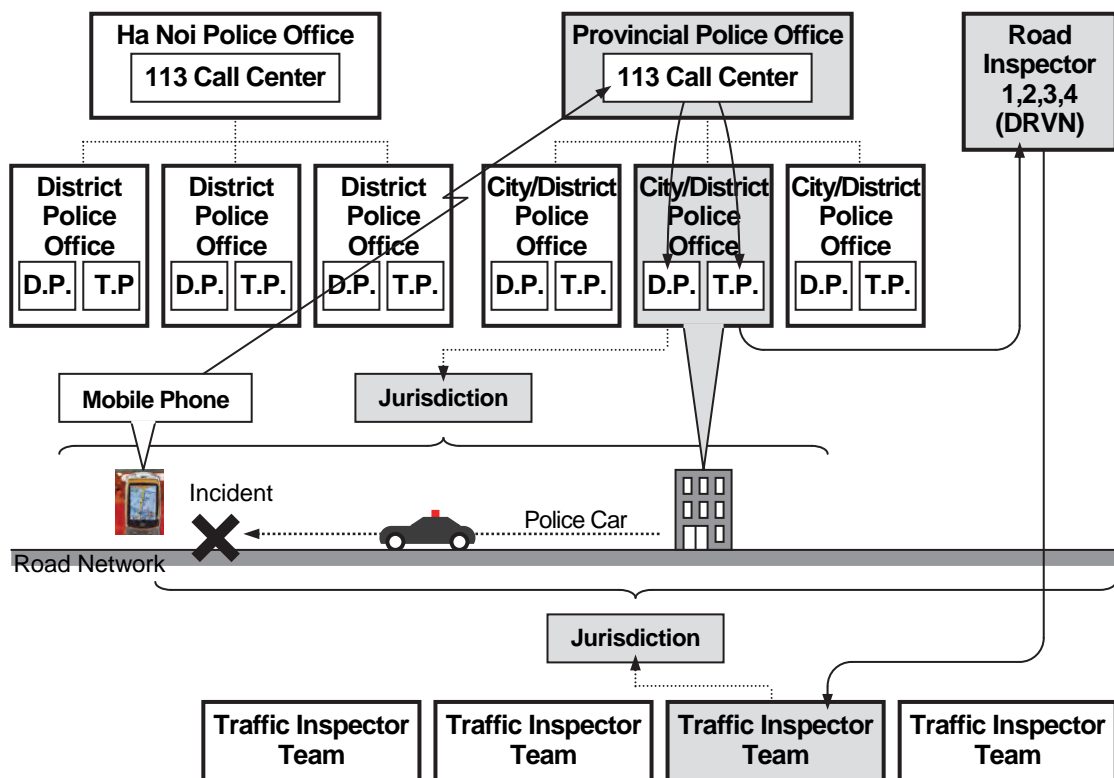 Ha Noi Police Office
113 Call Center
Provincial Police Office
113 Call Center
Road
Inspector
1,2,3,4
(DRVN)
District
Police
Office
D.P.
T.P
District
Police
Office
D.P.
T.P.
District
Police
Office
D.P.
T.P.
City/District
Police
Office
D.P.
T.P.
City/District
Police
Office
D.P.
T.P.
City/District
Police
Office
D.P.
T.P.
Mobile Phone
Jurisdiction
Incident
Police Car
Road Network
Jurisdiction
Traffic Inspector
Team
Traffic Inspector
Team
Traffic Inspector
Team
Traffic Inspector
Team